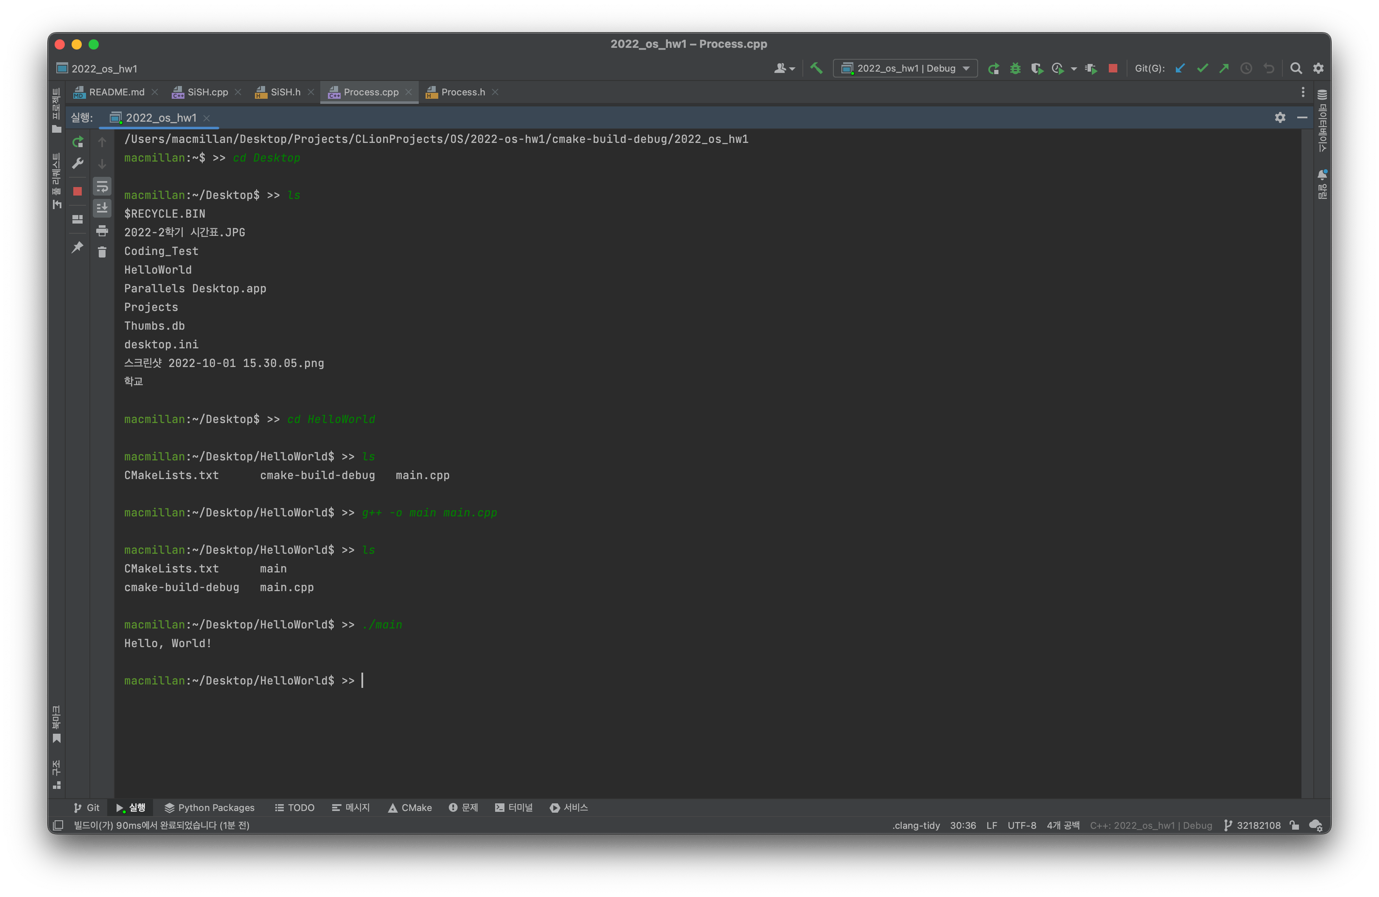 2022_os_hw1 – Process.cpp
2022_os_hw1
2022_os_hw1 | Debug
Git(G):
README.md
SiSH.cpp
SiSH.h
Process.cpp
Process.h
실행:
2022_os_hw1
프로젝트
풀 리퀘스트
북마크
구조
데이터베이스
알림
/Users/macmillan/Desktop/Projects/CLionProjects/OS/2022-os-hw1/cmake-build-debug/2022_os_hw1
macmillan:~$ >> cd Desktop
macmillan:~/Desktop$ >> ls
$RECYCLE.BIN
2022-2학기 시간표.JPG
Coding_Test
HelloWorld
Parallels Desktop.app
Projects
Thumbs.db
desktop.ini
스크린샷 2022-10-01 15.30.05.png
학교
macmillan:~/Desktop$ >> cd HelloWorld
macmillan:~/Desktop/HelloWorld$ >> ls
CMakeLists.txt cmake-build-debug main.cpp
macmillan:~/Desktop/HelloWorld$ >> g++ -o main main.cpp
macmillan:~/Desktop/HelloWorld$ >> ls
CMakeLists.txt main
cmake-build-debug main.cpp
macmillan:~/Desktop/HelloWorld$ >> ./main
Hello, World!
macmillan:~/Desktop/HelloWorld$ >>
Git 실행 Python Packages TODO 메시지 CMake 문제 터미널 서비스
빌드이(가) 90ms에서 완료되었습니다 (1분 전) .clang-tidy 30:36 LF UTF-8 4개 공백 C++: 2022_os_hw1 | Debug 32182108